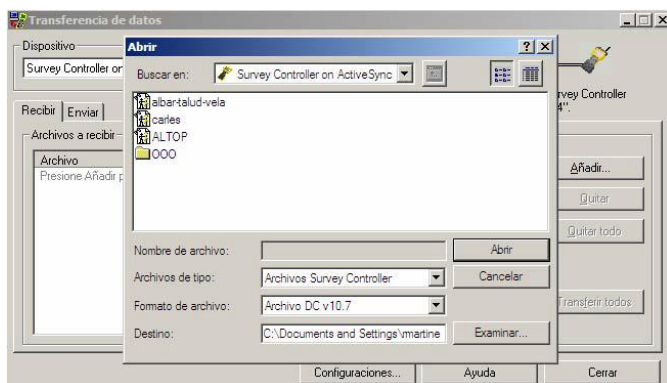 Transferencia de datos
Dispositivo
Survey Controller on
Abrir
Buscar en:
Survey Controller on ActiveSync
albar-talud-vela
carles
ALTOP
OOO
Nombre de archivo:
Abrir
Archivos de tipo:
Archivos Survey Controller
Cancelar
Formato de archivo:
Archivo DC v10.7
Destino:
C:\Documents and Settings\martine
Examinar...
rvey Controller
4".
Recibir
Enviar
Archivos a recibir
Archivo
Presione Añadir p
Añadir...
Quitar
Quitar todo
Transferir todos
Configuraciones...
Ayuda
Cerrar